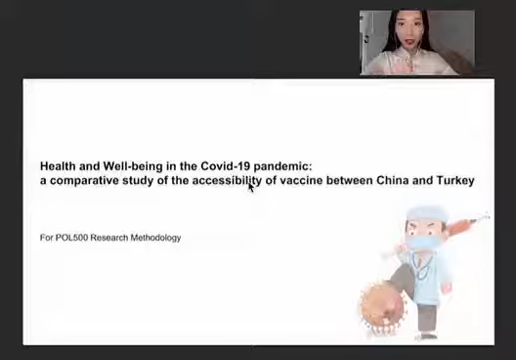 Health and Well-being in the Covid-19 pandemic:
a comparative study of the accessibility of vaccine between China and Turkey
For POL500 Research Methodology